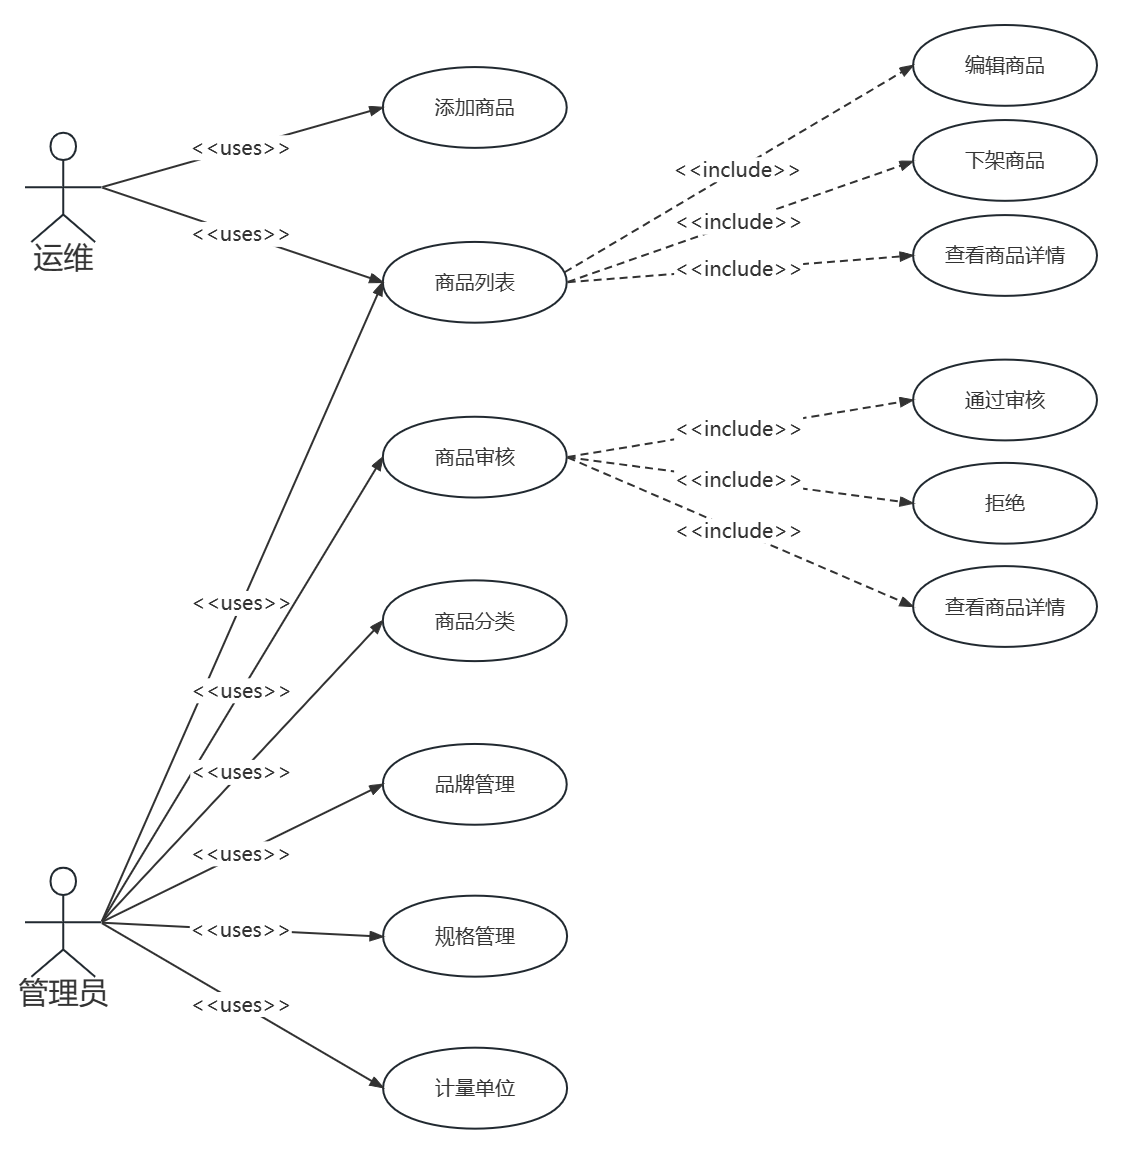 编辑商品
添加商品
<<uses>>
下架商品
<<include>>
<<include>>
<<uses>>
运维
查看商品详情
<<include>>
商品列表
通过审核
<<include>>
商品审核
<<include>>
拒绝
<<include>>
<<uses>>
查看商品详情
商品分类
<<uses>>
<<uses>>
品牌管理
<<uses>>
<<uses>>
规格管理
管理员
<<uses>>
计量单位